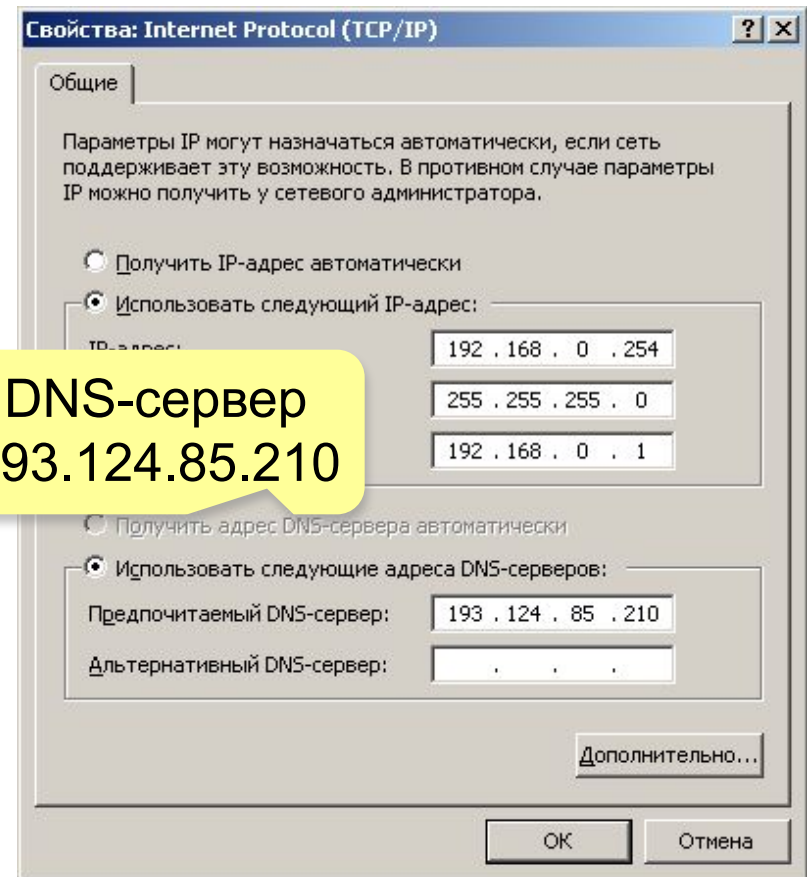 Свойства: Internet Protocol (TCP/IP)
Общие
Параметры IP могут назначаться автоматически, если сеть
поддерживает эту возможность. В противном случае параметры
IP можно получить у сетевого администратора.
Получить IP-адрес автоматически
Использовать следующий IP-адрес:
IP-адрес: 192 . 168 . 0 . 254
255 . 255 . 255 . 0
192 . 168 . 0 . 1
DNS-сервер
93.124.85.210
Получить адрес DNS-сервера автоматически
Использовать следующие адреса DNS-серверов:
Предпочитаемый DNS-сервер: 193 . 124 . 85 . 210
Альтернативный DNS-сервер: . . .
Дополнительно...
ОК Отмена